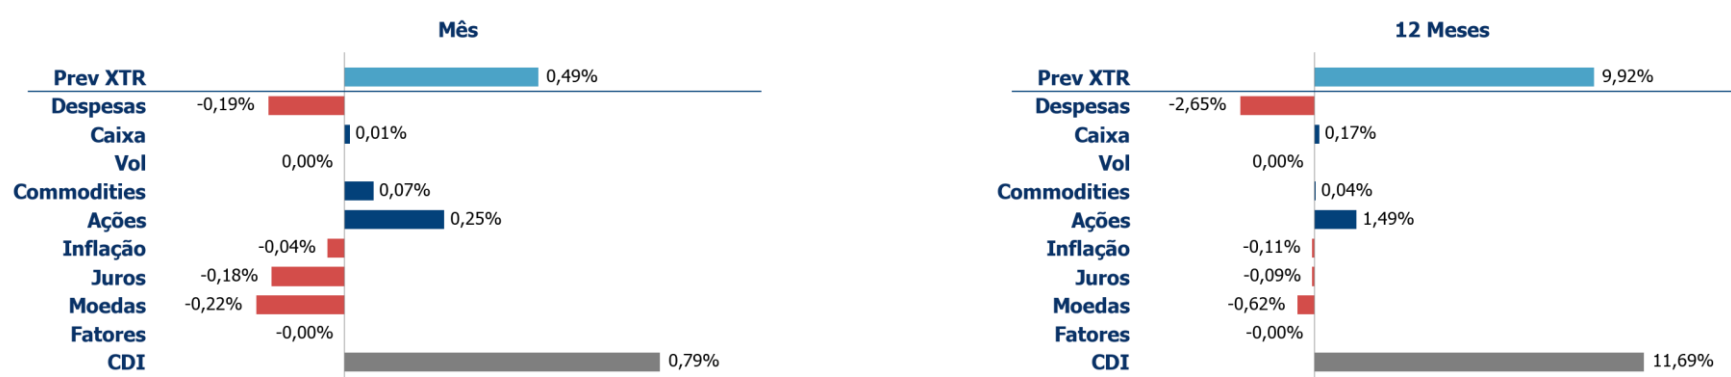 Mês
Prev XTR 0,49%
Despesas -0,19%
Caixa 0,01%
Vol 0,00%
Commodities 0,07%
Ações 0,25%
Inflação -0,04%
Juros -0,18%
Moedas -0,22%
Fatores -0,00%
CDI 0,79%
12 Meses
Prev XTR 9,92%
Despesas -2,65%
Caixa 0,17%
Vol 0,00%
Commodities 0,04%
Ações 1,49%
Inflação -0,11%
Juros -0,09%
Moedas -0,62%
Fatores -0,00%
CDI 11,69%